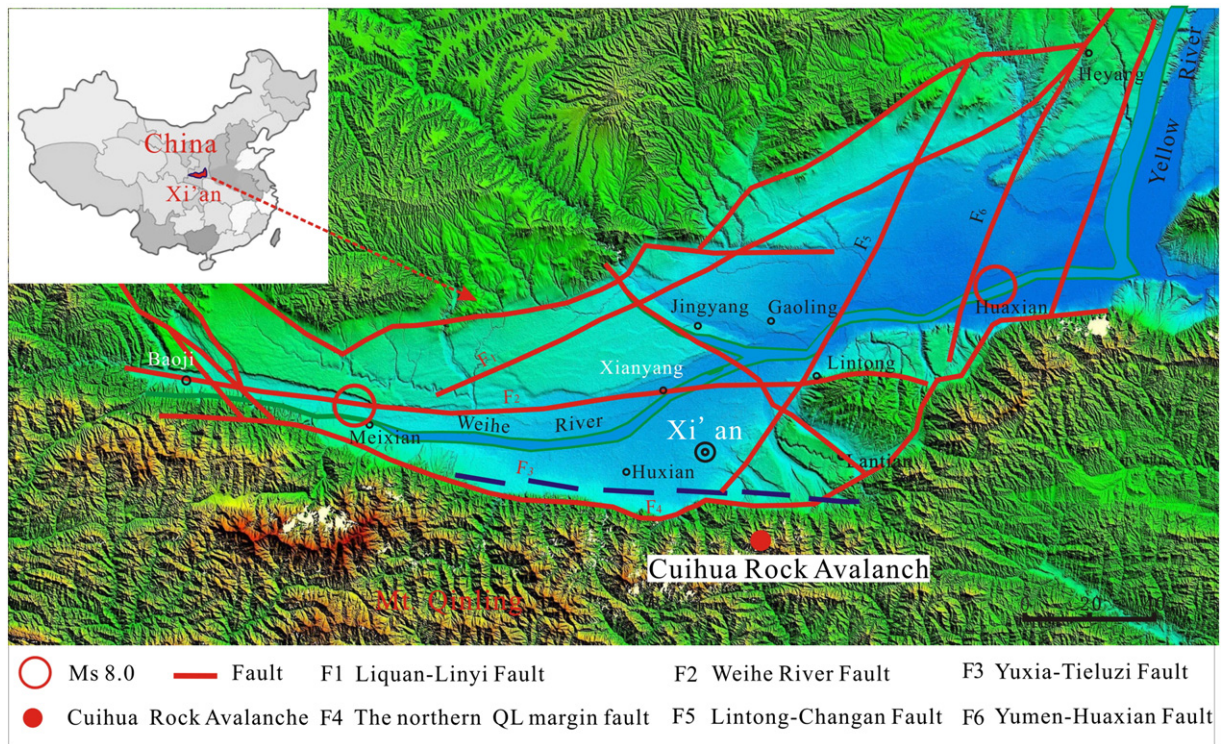 China
Xi'an
Heyang
Yellow River
F5
F6
Jingyang
Gaoling
Huaxian
Baoji
F1
Xianyang
Lintong
F2
Weihe River
Meixian
Xi' an
Huxian
Lantian
F3
F4
Cuihua Rock Avalanch
Mt. Qinling
20
Ms 8.0
Fault
F1 Liquan-Linyi Fault
F2 Weihe River Fault
F3 Yuxia-Tieluzi Fault
Cuihua Rock Avalanche
F4 The northern QL margin fault
F5 Lintong-Changan Fault
F6 Yumen-Huaxian Fault